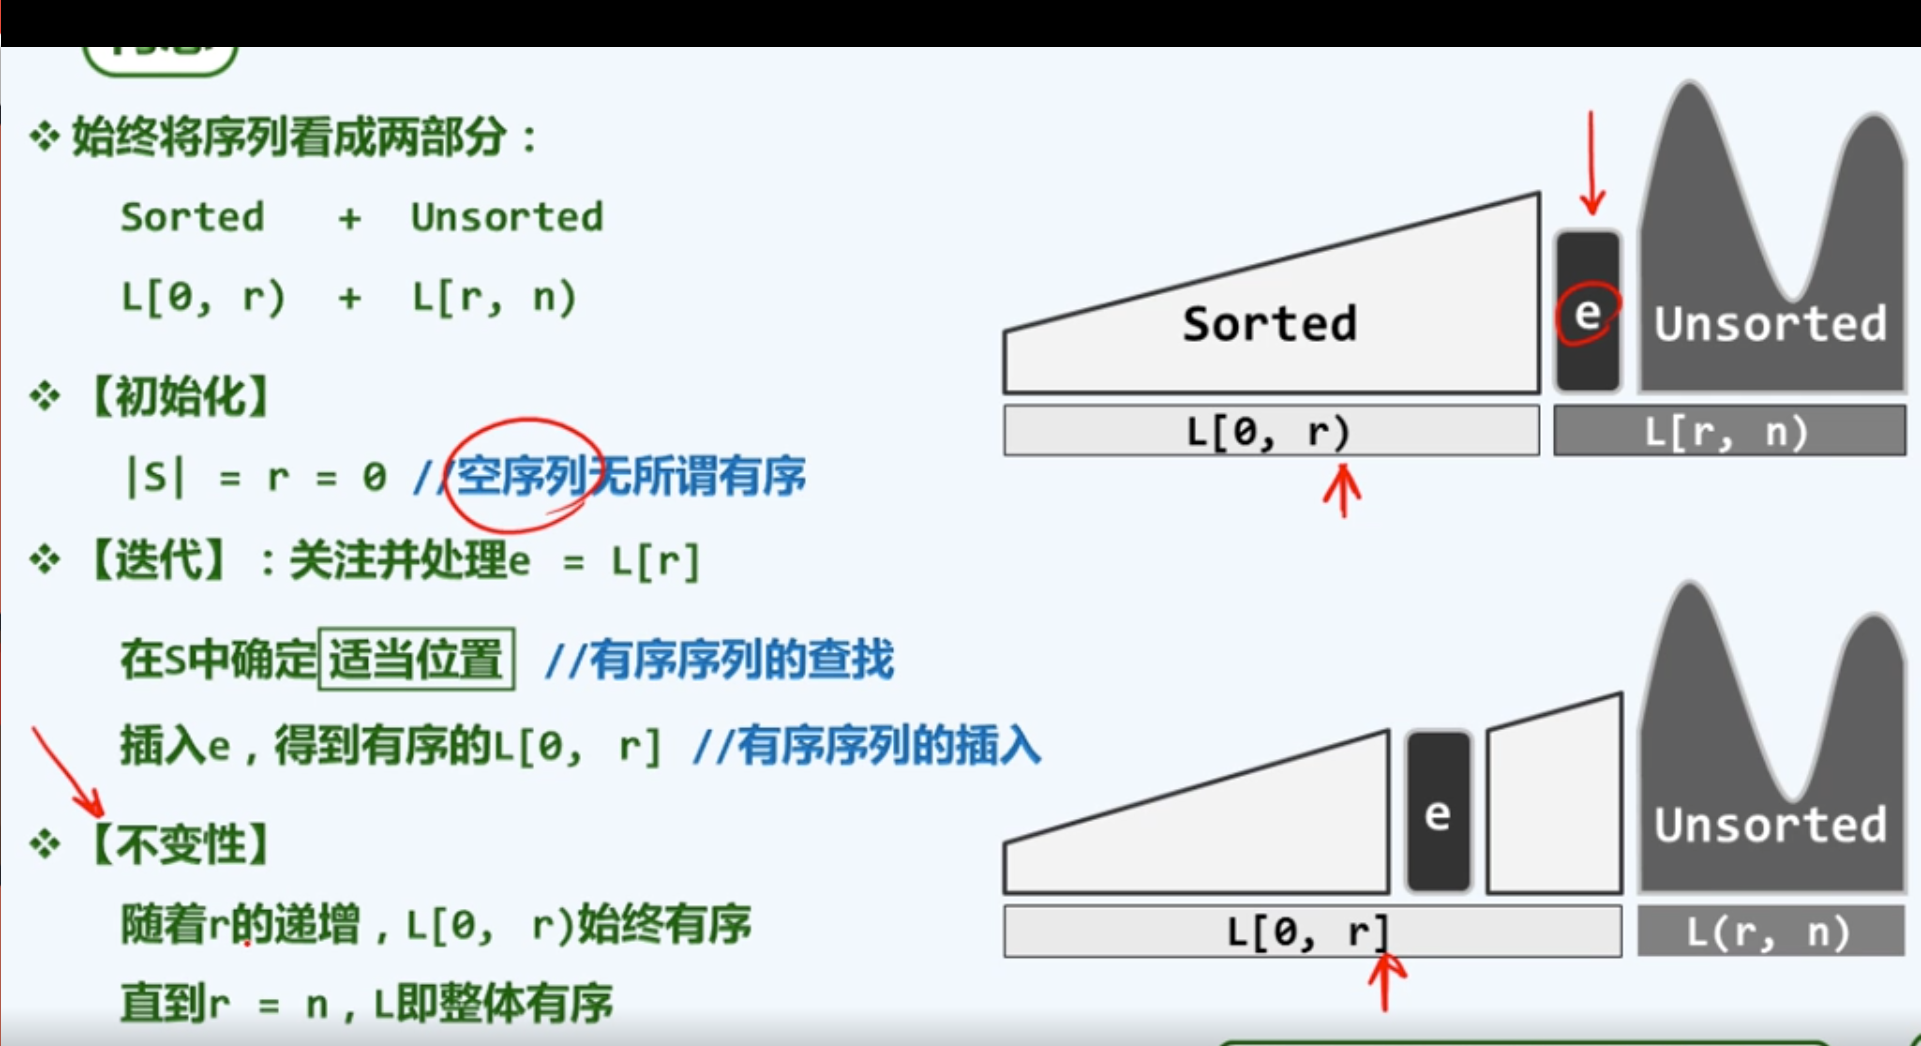 ❖ 始终将序列看成两部分：
Sorted + Unsorted
L[0, r) + L[r, n)
❖【初始化】
|S| = r = 0 //空序列无所谓有序
❖【迭代】：关注并处理e = L[r]
在S中确定适当位置 //有序序列的查找
插入e，得到有序的L[0, r] //有序序列的插入
❖【不变性】
随着r的递增，L[0, r)始终有序
直到r = n，L即整体有序
Sorted
e
Unsorted
L[0, r)
L[r, n)
e
Unsorted
L[0, r]
L(r, n)